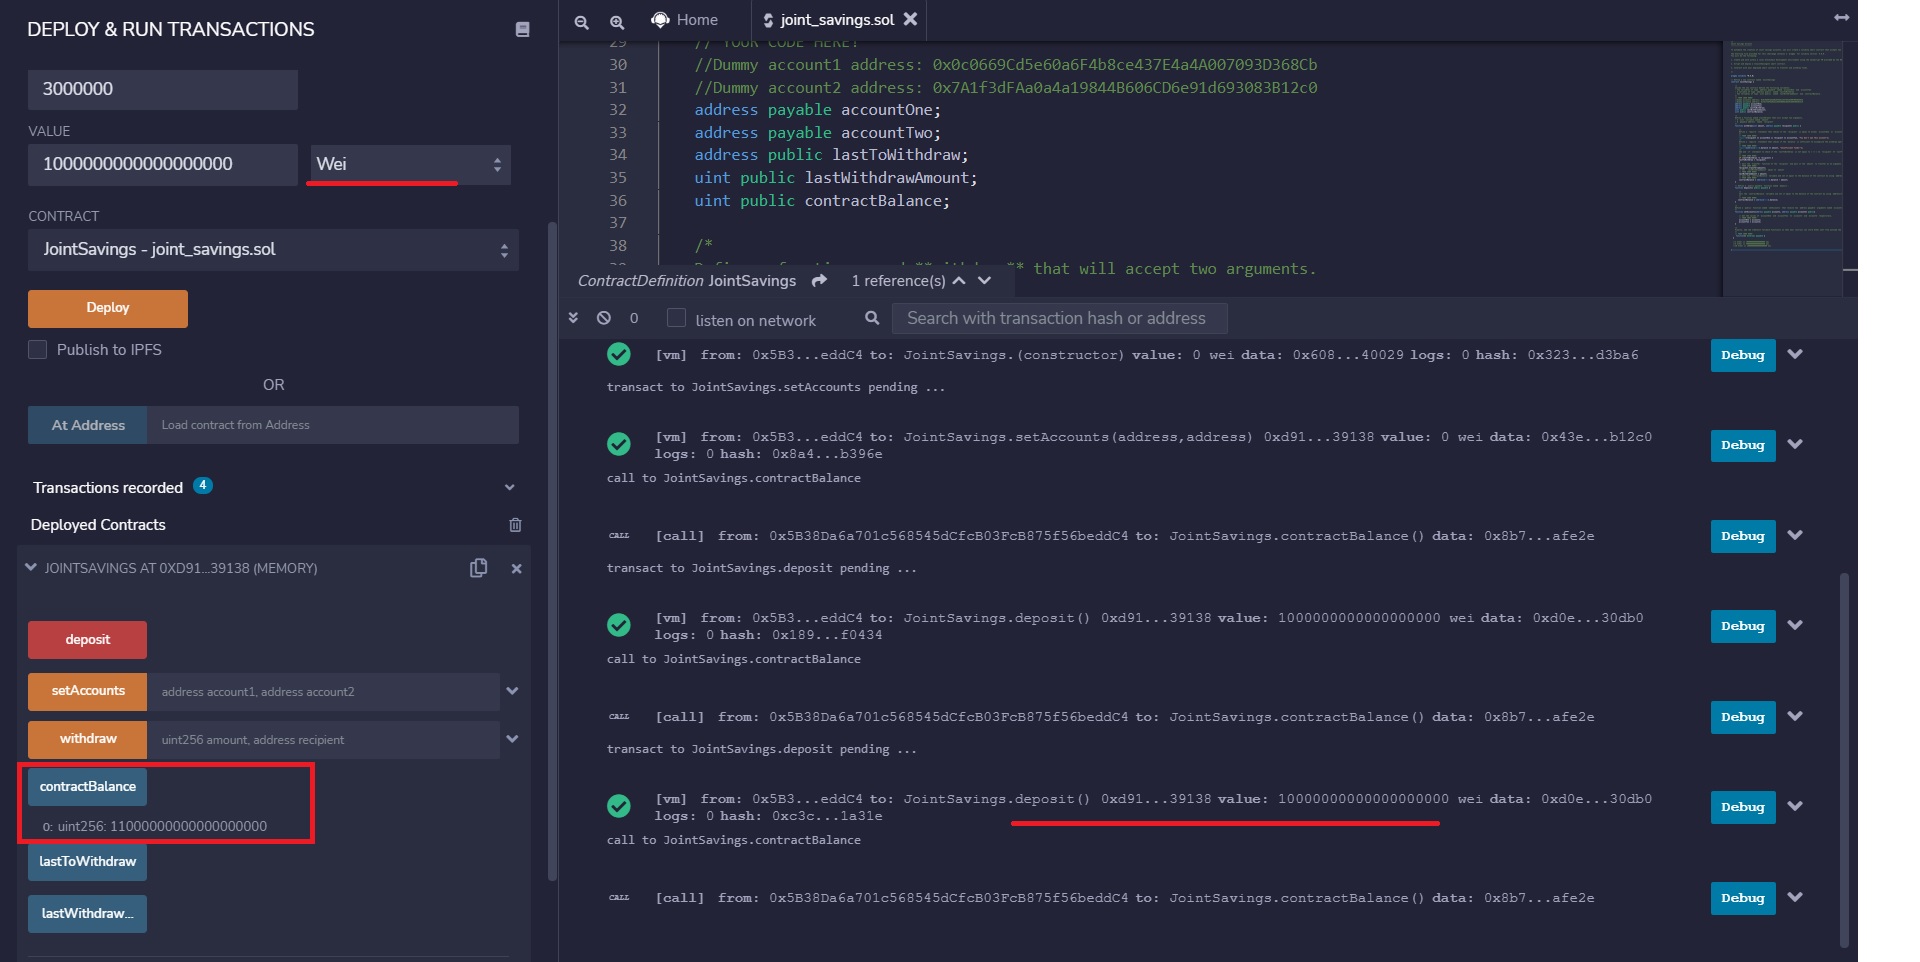 DEPLOY & RUN TRANSACTIONS
3000000
VALUE
1000000000000000000
Wei
CONTRACT
JointSavings - joint_savings.sol
Deploy
Publish to IPFS
OR
At Address
Load contract from Address
Transactions recorded 4
Deployed Contracts
JOINTSAVINGS AT 0XD91...39138 (MEMORY)
deposit
setAccounts address account1, address account2
withdraw uint256 amount, address recipient
contractBalance
0: uint256: 11000000000000000000
lastToWithdraw
lastWithdraw...
Home
joint_savings.sol
29 // YOUR CODE HERE!
30 //Dummy account1 address: 0x0c0669Cd5e60a6F4b8ce437E4a4A007093D368Cb
31 //Dummy account2 address: 0x7A1f3dFAa0a4a19844B606CD6e91d693083B12c0
32 address payable accountOne;
33 address payable accountTwo;
34 address public lastToWithdraw;
35 uint public lastWithdrawAmount;
36 uint public contractBalance;
37
38 /*
** that will accept two arguments.
ContractDefinition JointSavings 1 reference(s)
0 listen on network Search with transaction hash or address
[vm] from: 0x5B3...eddC4 to: JointSavings.(constructor) value: 0 wei data: 0x608...40029 logs: 0 hash: 0x323...d3ba6 Debug
transact to JointSavings.setAccounts pending ...
[vm] from: 0x5B3...eddC4 to: JointSavings.setAccounts(address,address) 0xd91...39138 value: 0 wei data: 0x43e...b12c0 Debug
logs: 0 hash: 0x8a4...b396e
call to JointSavings.contractBalance
CALL [call] from: 0x5B38Da6a701c568545dCfcB03FcB875f56beddC4 to: JointSavings.contractBalance() data: 0x8b7...afe2e Debug
transact to JointSavings.deposit pending ...
[vm] from: 0x5B3...eddC4 to: JointSavings.deposit() 0xd91...39138 value: 1000000000000000000 wei data: 0xd0e...30db0 Debug
logs: 0 hash: 0x189...f0434
call to JointSavings.contractBalance
CALL [call] from: 0x5B38Da6a701c568545dCfcB03FcB875f56beddC4 to: JointSavings.contractBalance() data: 0x8b7...afe2e Debug
transact to JointSavings.deposit pending ...
[vm] from: 0x5B3...eddC4 to: JointSavings.deposit() 0xd91...39138 value: 10000000000000000000 wei data: 0xd0e...30db0 Debug
logs: 0 hash: 0xc3c...1a31e
call to JointSavings.contractBalance
CALL [call] from: 0x5B38Da6a701c568545dCfcB03FcB875f56beddC4 to: JointSavings.contractBalance() data: 0x8b7...afe2e Debug